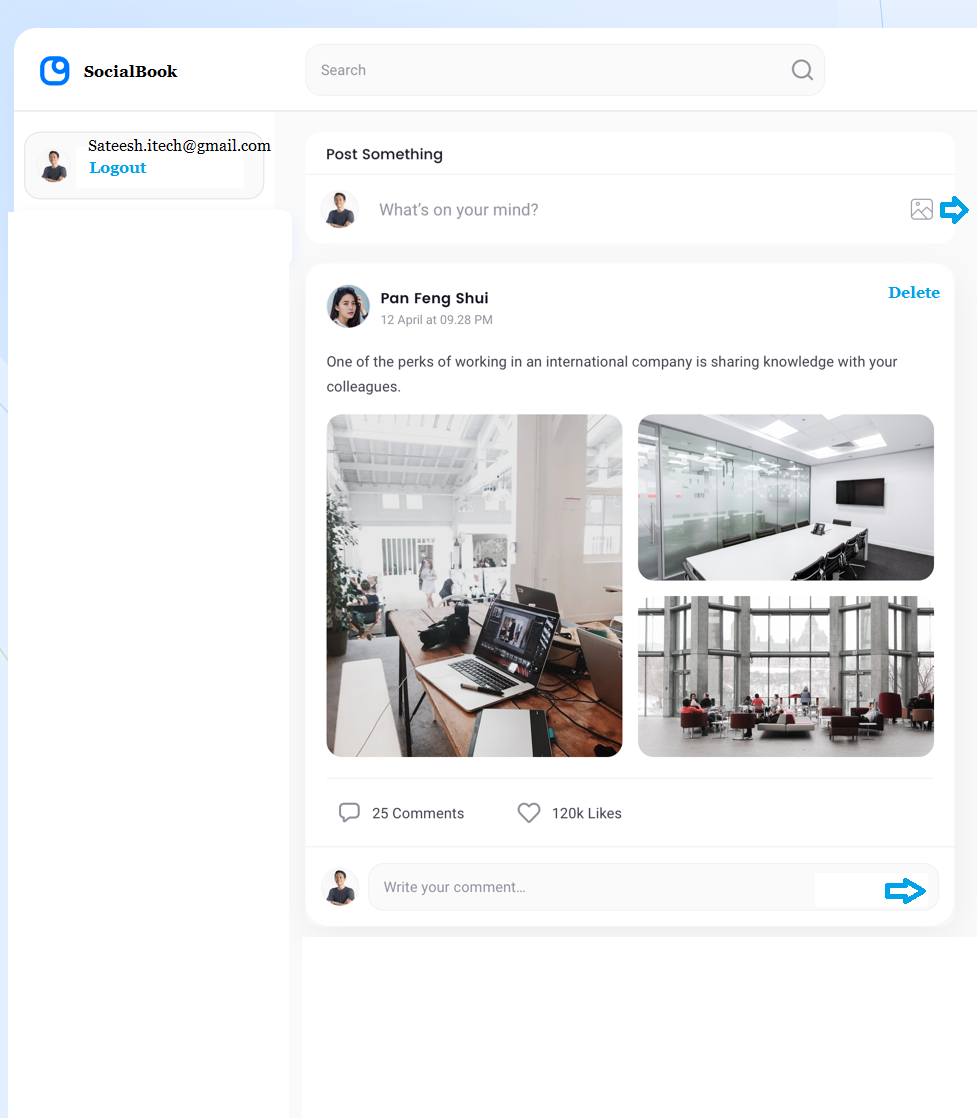 SocialBook
Search
Sateesh.itech@gmail.com
Logout
Post Something
What's on your mind?
Pan Feng Shui
Delete
12 April at 09.28 PM
One of the perks of working in an international company is sharing knowledge with your
colleagues.
25 Comments
120k Likes
Write your comment…